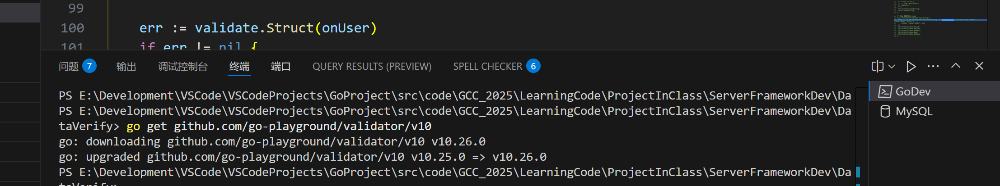 99
100 err := validate.Struct(onUser)
101 if err != nil {
问题 7 输出 调试控制台 终端 端口 QUERY RESULTS (PREVIEW) SPELL CHECKER 6
PS E:\Development\VSCode\VSCodeProjects\GoProject\src\code\GCC_2025\LearningCode\ProjectInClass\ServerFrameworkDev\Da
PS E:\Development\VSCode\VSCodeProjects\GoProject\src\code\GCC_2025\LearningCode\ProjectInClass\ServerFrameworkDev\Da
taVerify> go get github.com/go-playground/validator/v10
go: downloading github.com/go-playground/validator/v10 v10.26.0
go: upgraded github.com/go-playground/validator/v10 v10.25.0 => v10.26.0
PS E:\Development\VSCode\VSCodeProjects\GoProject\src\code\GCC_2025\LearningCode\ProjectInClass\ServerFrameworkDev\Da
taVerify>
GoDev
MySQL